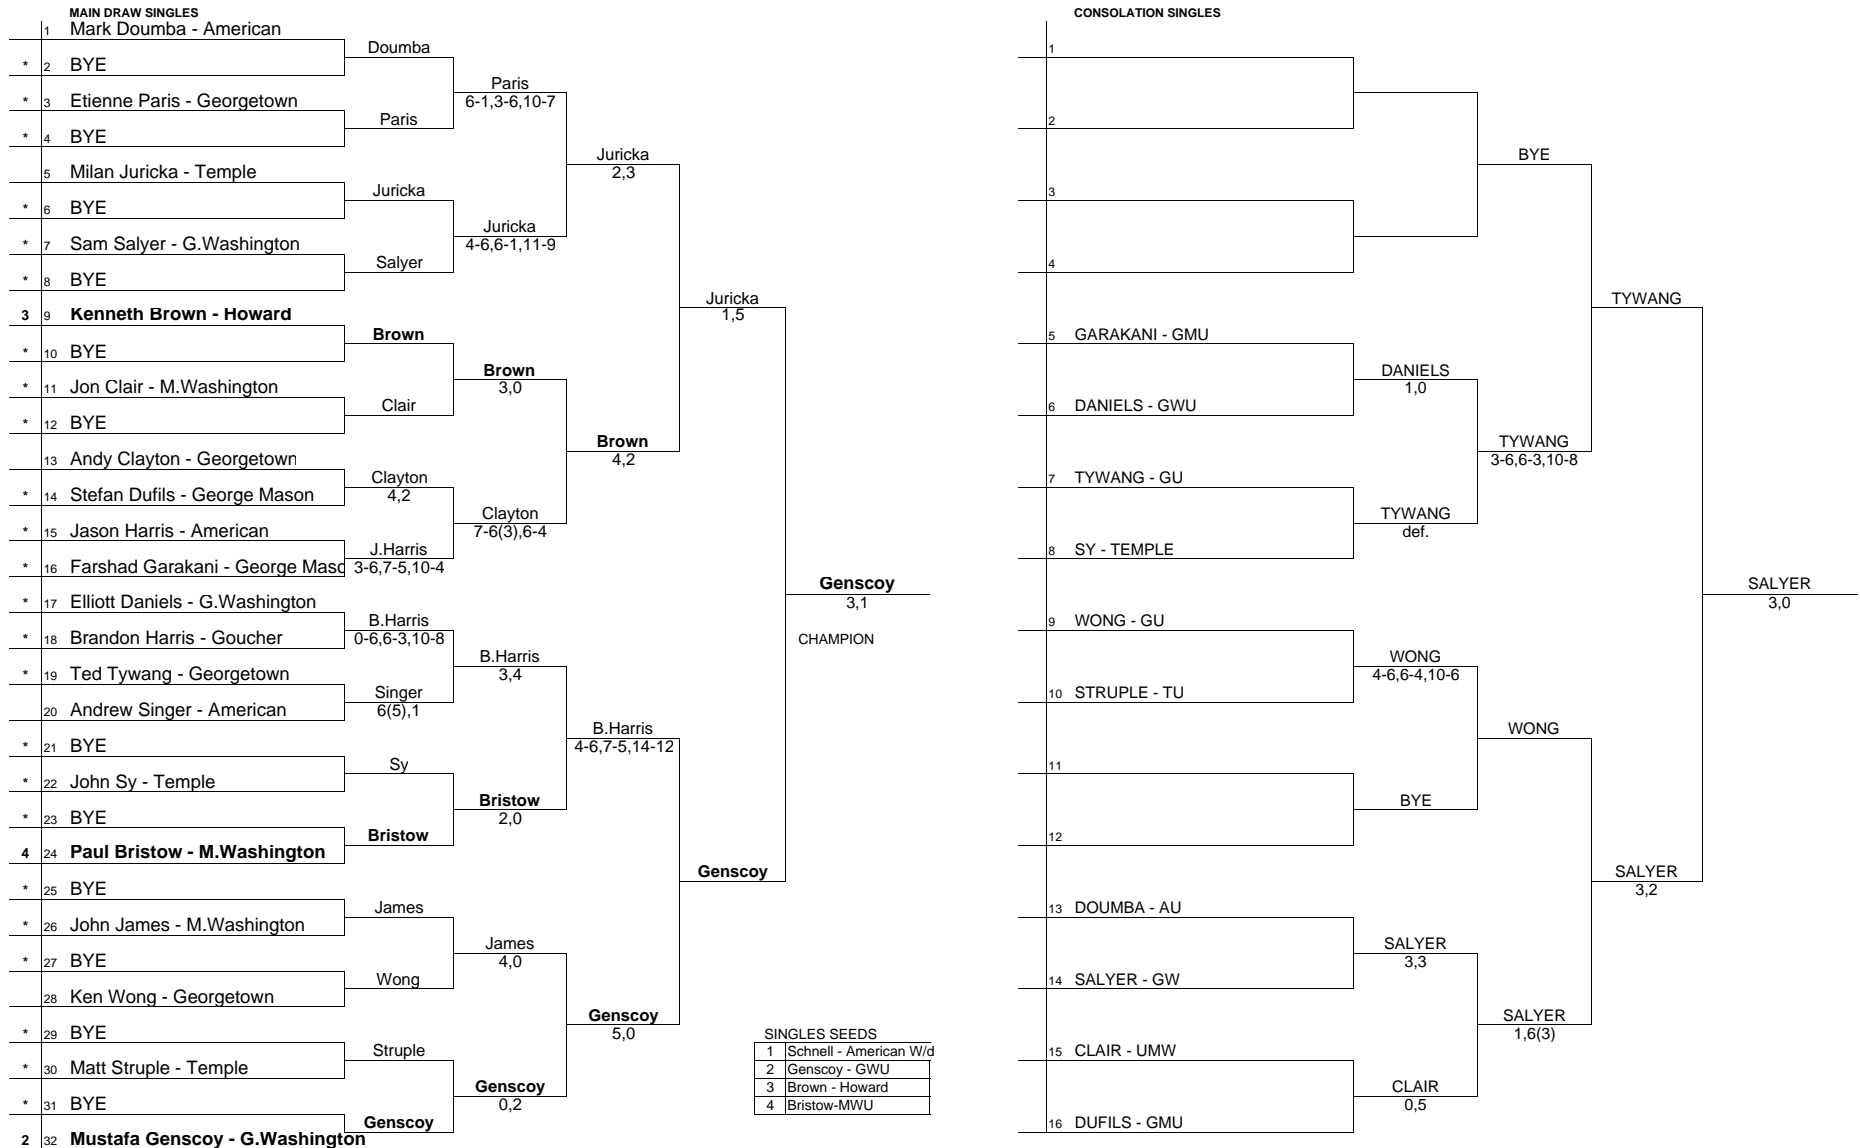 MAIN DRAW SINGLES
1 Mark Doumba - American
* 2 BYE
* 3 Etienne Paris - Georgetown
* 4 BYE
5 Milan Juricka - Temple
* 6 BYE
* 7 Sam Salyer - G.Washington
* 8 BYE
3 9 Kenneth Brown - Howard
* 10 BYE
* 11 Jon Clair - M.Washington
* 12 BYE
13 Andy Clayton - Georgetown
* 14 Stefan Dufils - George Mason
* 15 Jason Harris - American
* 16 Farshad Garakani - George Maso
* 17 Elliott Daniels - G.Washington
* 18 Brandon Harris - Goucher
* 19 Ted Tywang - Georgetown
20 Andrew Singer - American
* 21 BYE
* 22 John Sy - Temple
* 23 BYE
4 24 Paul Bristow - M.Washington
* 25 BYE
* 26 John James - M.Washington
* 27 BYE
28 Ken Wong - Georgetown
* 29 BYE
* 30 Matt Struple - Temple
* 31 BYE
2 32 Mustafa Genscoy - G.Washington
Doumba
Paris
Juricka
Salyer
Brown
Clair
Clayton
4,2
J.Harris
3-6,7-5,10-4
B.Harris
0-6,6-3,10-8
Singer
6(5),1
Sy
Bristow
James
Wong
Struple
Genscoy
Paris
6-1,3-6,10-7
Juricka
4-6,6-1,11-9
Brown
3,0
Clayton
7-6(3),6-4
B.Harris
3,4
Bristow
2,0
James
4,0
Genscoy
0,2
Juricka
2,3
Brown
4,2
B.Harris
4-6,7-5,14-12
Genscoy
5,0
Juricka
1,5
Genscoy
Genscoy
3,1
CHAMPION
SINGLES SEEDS
1 Schnell - American W/d
2 Genscoy - GWU
3 Brown - Howard
4 Bristow-MWU
CONSOLATION SINGLES
1
2
3
4
5 GARAKANI - GMU
6 DANIELS - GWU
7 TYWANG - GU
8 SY - TEMPLE
9 WONG - GU
10 STRUPLE - TU
11
12
13 DOUMBA - AU
14 SALYER - GW
15 CLAIR - UMW
16 DUFILS - GMU
DANIELS
1,0
TYWANG
def.
WONG
4-6,6-4,10-6
BYE
SALYER
3,3
CLAIR
0,5
BYE
TYWANG
3-6,6-3,10-8
WONG
SALYER
1,6(3)
TYWANG
SALYER
3,2
SALYER
3,0